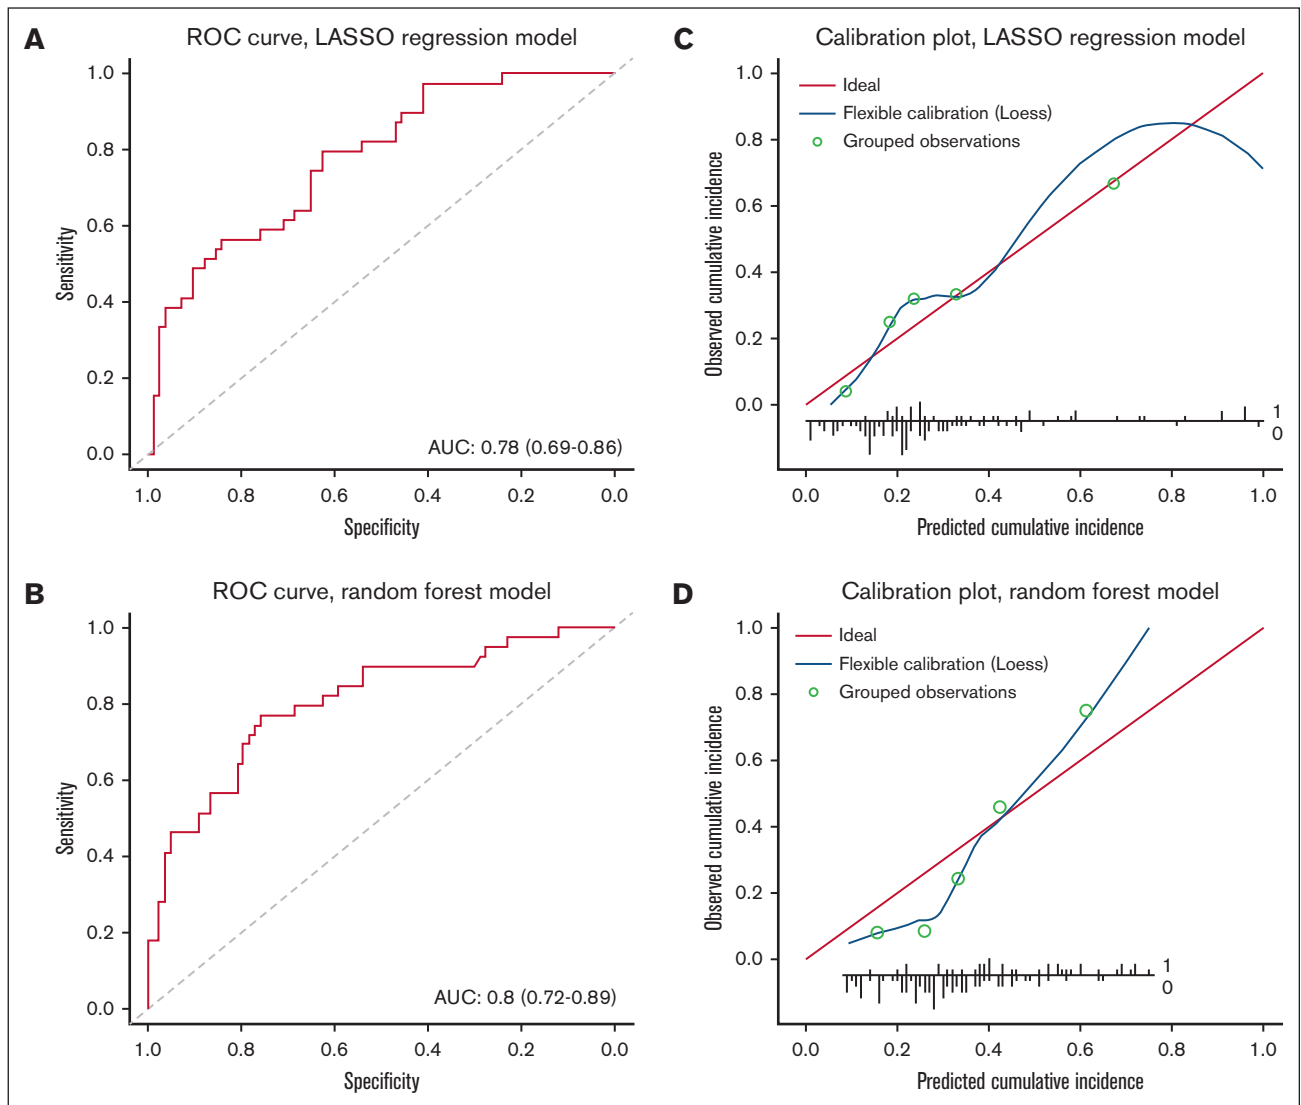 A
ROC curve, LASSO regression model
1.0
0.8
0.6
0.4
0.2
0.0
Sensitivity
AUC: 0.78 (0.69-0.86)
1.0 0.8 0.6 0.4 0.2 0.0
Specificity
C
Calibration plot, LASSO regression model
1.0
0.8
0.6
0.4
0.2
0.0
Observed cumulative incidence
Ideal
Flexible calibration (Loess)
Grouped observations
1
0
0.0 0.2 0.4 0.6 0.8 1.0
Predicted cumulative incidence
B
ROC curve, random forest model
1.0
0.8
0.6
0.4
0.2
0.0
Sensitivity
AUC: 0.8 (0.72-0.89)
1.0 0.8 0.6 0.4 0.2 0.0
Specificity
D
Calibration plot, random forest model
1.0
0.8
0.6
0.4
0.2
0.0
Observed cumulative incidence
Ideal
Flexible calibration (Loess)
Grouped observations
1
0
0.0 0.2 0.4 0.6 0.8 1.0
Predicted cumulative incidence